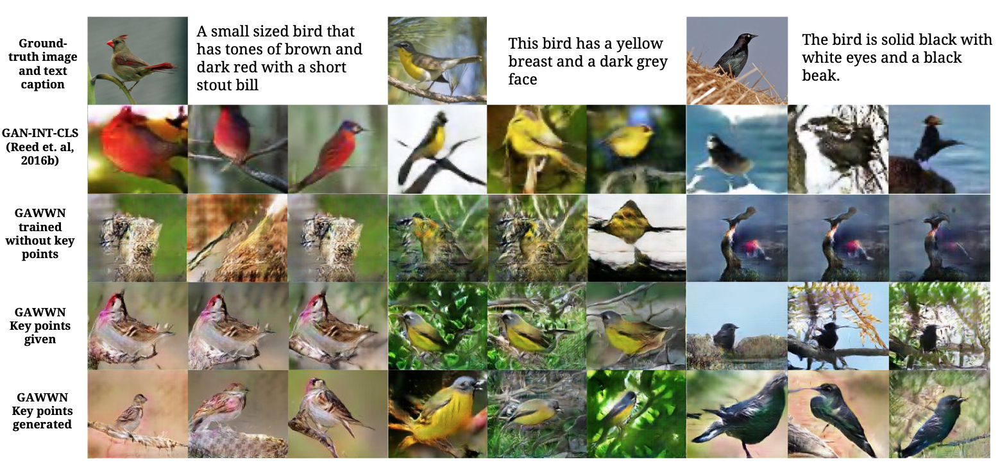 Ground-
truth image
and text
caption
A small sized bird that
has tones of brown and
dark red with a short
stout bill
This bird has a yellow
breast and a dark grey
face
The bird is solid black with
white eyes and a black
beak.
GAN-INT-CLS
(Reed et. al,
2016b)
GAWWN
trained
without key
points
GAWWN
Key points
given
GAWWN
Key points
generated